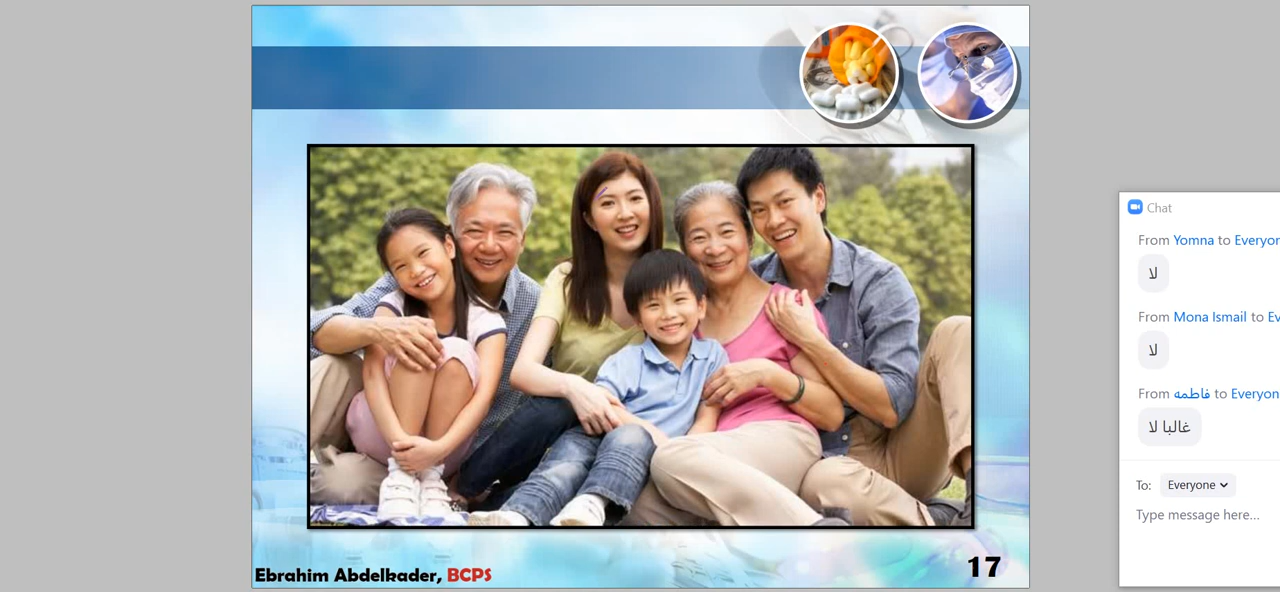 Ebrahim Abdelkader, BCPS
17
Chat
From Yomna to Everyon
لا
From Mona Ismail to Ev
لا
From فاطمه to Everyon
غالبا لا
To: Everyone
Type message here...